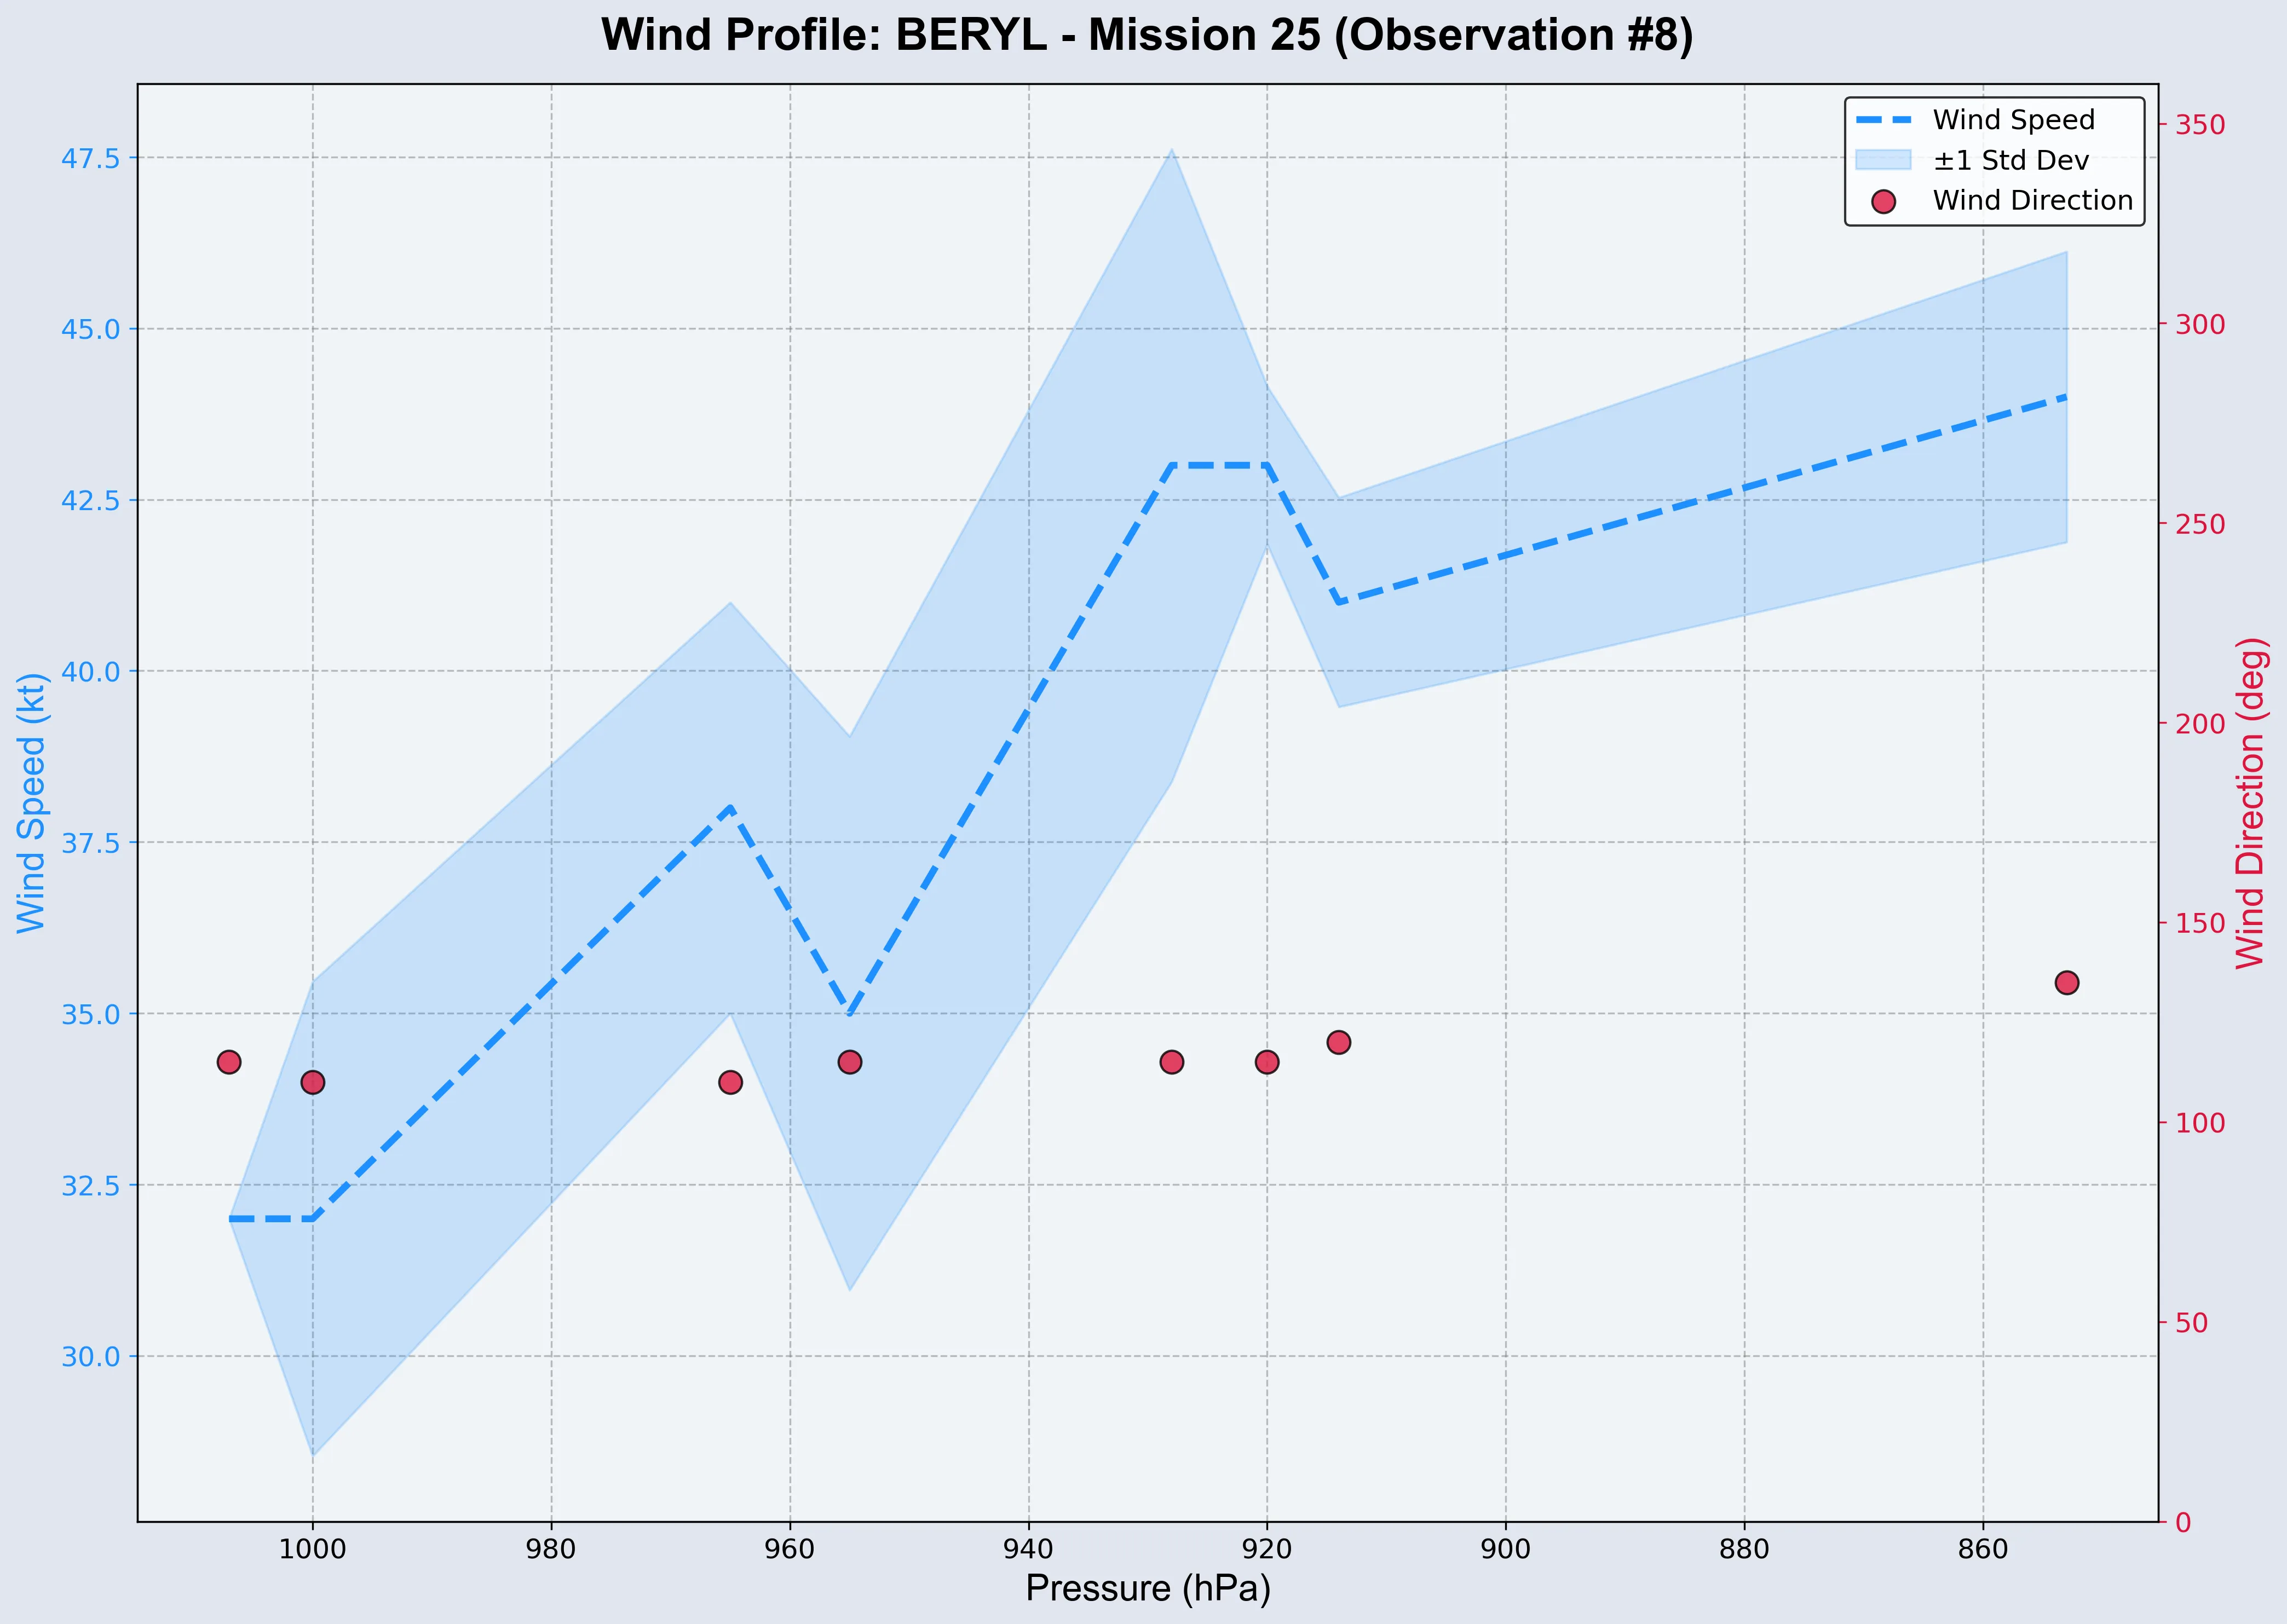 Wind Profile: BERYL - Mission 25 (Observation #8)
Wind Speed
±1 Std Dev
Wind Direction
Wind Speed (kt)
47.5
45.0
42.5
40.0
37.5
35.0
32.5
30.0
350
300
250
200
150
100
50
0
Wind Direction (deg)
1000 980 960 940 920 900 880 860
Pressure (hPa)